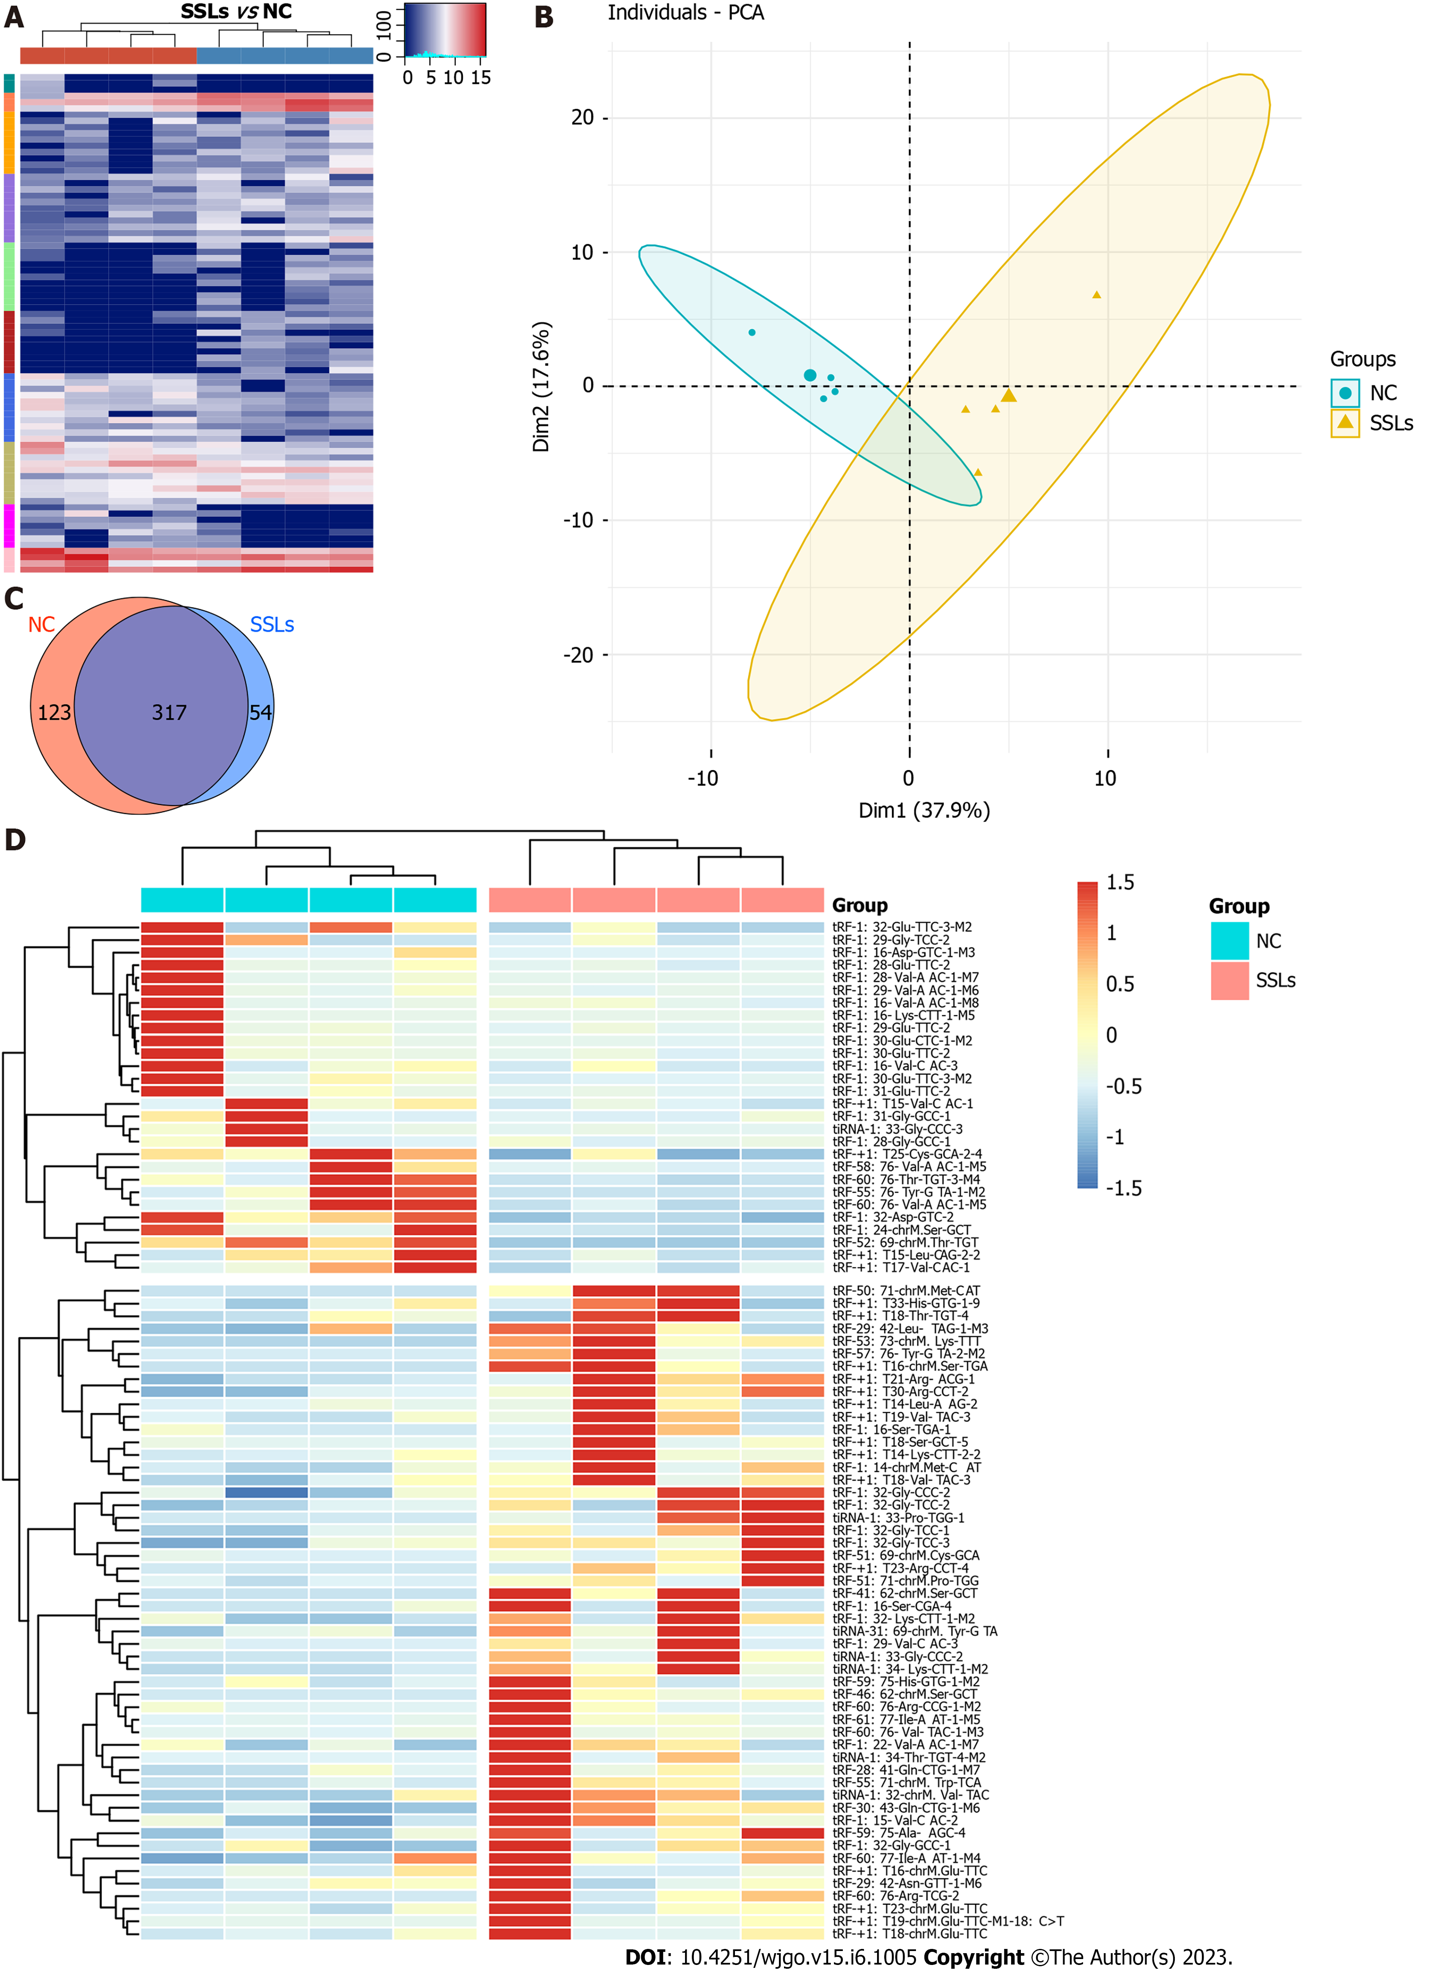 A
SSLs vs NC
0 100
0 5 10 15
B
Individuals - PCA
20
10
0
-10
-20
Dim2 (17.6%)
-10 0 10
Dim1 (37.9%)
Groups
NC
SSLs
C
NC
SSLs
123
317
54
D
Group
tRF-1: 32-Glu-TTC-3-M2
tRF-1: 29-Gly-TCC-2
tRF-1: 16-Asp-GTC-1-M3
tRF-1: 28-Glu-TTC-2
tRF-1: 28- Val-A AC-1-M7
tRF-1: 29- Val-A AC-1-M6
tRF-1: 16- Val-A AC-1-M8
tRF-1: 16- Lys-CTT-1-M5
tRF-1: 29-Glu-TTC-2
tRF-1: 30-Glu-CTC-1-M2
tRF-1: 30-Glu-TTC-2
tRF-1: 16- Val-C AC-3
tRF-1: 30-Glu-TTC-3-M2
tRF-1: 31-Glu-TTC-2
tRF-+1: T15-Val-C AC-1
tRF-1: 31-Gly-GCC-1
tiRNA-1: 33-Gly-CCC-3
tRF-1: 28-Gly-GCC-1
tRF-+1: T25-Cys-GCA-2-4
tRF-58: 76- Val-A AC-1-M5
tRF-60: 76-Thr-TGT-3-M4
tRF-55: 76- Tyr-G TA-1-M2
tRF-60: 76- Val-A AC-1-M5
tRF-1: 32-Asp-GTC-2
tRF-1: 24-chrM.Ser-GCT
tRF-52: 69-chrM.Thr-TGT
tRF-+1: T15-Leu-CAG-2-2
tRF-+1: T17-Val-CAC-1
tRF-50: 71-chrM.Met-CAT
tRF-+1: T33-His-GTG-1-9
tRF-+1: T18-Thr-TGT-4
tRF-29: 42-Leu- TAG-1-M3
tRF-53: 73-chrM. Lys-TTT
tRF-57: 76- Tyr-G TA-2-M2
tRF-+1: T16-chrM.Ser-TGA
tRF-+1: T21-Arg- ACG-1
tRF-+1: T30-Arg-CCT-2
tRF-+1: T14-Leu-A AG-2
tRF-+1: T19-Val- TAC-3
tRF-1: 16-Ser-TGA-1
tRF-+1: T18-Ser-GCT-5
tRF-+1: T14-Lys-CTT-2-2
tRF-1: 14-chrM.Met-C AT
tRF-+1: T18-Val- TAC-3
tRF-1: 32-Gly-CCC-2
tRF-1: 32-Gly-TCC-2
tiRNA-1: 33-Pro-TGG-1
tRF-1: 32-Gly-TCC-1
tRF-1: 32-Gly-TCC-3
tRF-51: 69-chrM.Cys-GCA
tRF-+1: T23-Arg-CCT-4
tRF-51: 71-chrM.Pro-TGG
tRF-41: 62-chrM.Ser-GCT
tRF-1: 16-Ser-CGA-4
tRF-1: 32- Lys-CTT-1-M2
tiRNA-31: 69-chrM. Tyr-G TA
tRF-1: 29- Val-C AC-3
tiRNA-1: 33-Gly-CCC-2
tiRNA-1: 34- Lys-CTT-1-M2
tRF-59: 75-His-GTG-1-M2
tRF-46: 62-chrM.Ser-GCT
tRF-60: 76-Arg-CCG-1-M2
tRF-61: 77-Ile-A AT-1-M5
tRF-60: 76- Val- TAC-1-M3
tRF-1: 22- Val-A AC-1-M7
tiRNA-1: 34-Thr-TGT-4-M2
tRF-28: 41-Gln-CTG-1-M7
tRF-55: 71-chrM. Trp-TCA
tiRNA-1: 32-chrM. Val- TAC
tRF-30: 43-Gln-CTG-1-M6
tRF-1: 15- Val-C AC-2
tRF-59: 75-Ala- AGC-4
tRF-1: 32-Gly-GCC-1
tRF-60: 77-Ile-A AT-1-M4
tRF-+1: T16-chrM.Glu-TTC
tRF-29: 42-Asn-GTT-1-M6
tRF-60: 76-Arg-TCG-2
tRF-+1: T23-chrM.Glu-TTC
tRF-+1: T19-chrM.Glu-TTC-M1-18: C>T
tRF-+1: T18-chrM.Glu-TTC
1.5
1
0.5
0
-0.5
-1
-1.5
Group
NC
SSLs
DOI: 10.4251/wjgo.v15.i6.1005 Copyright ©The Author(s) 2023.